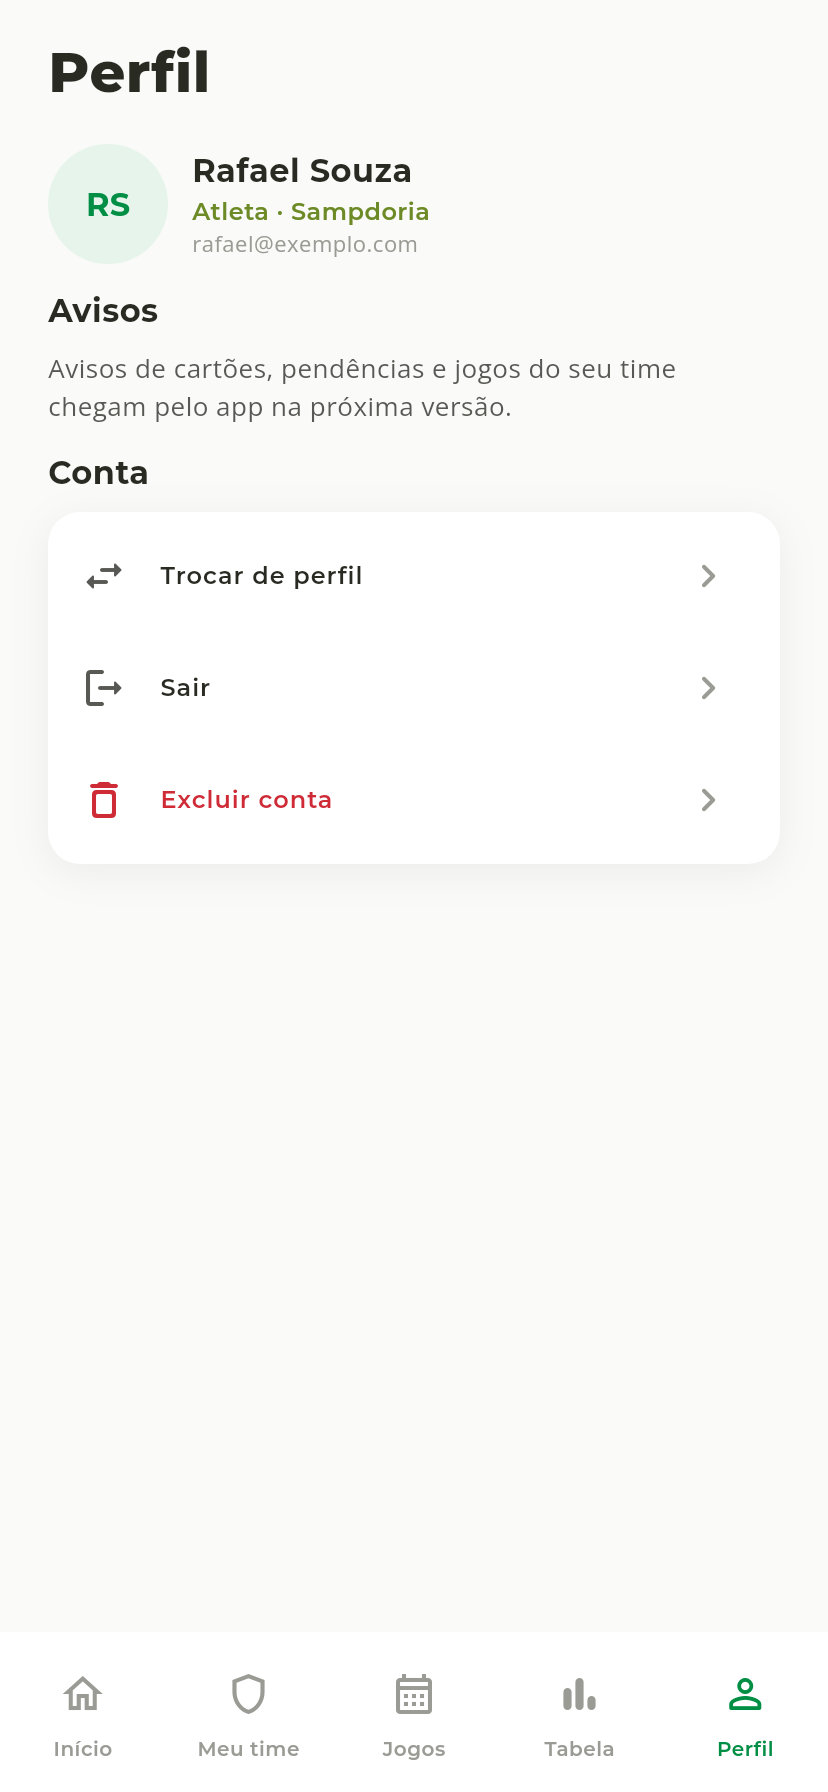 Perfil
RS
Rafael Souza
Atleta · Sampdoria
rafael@exemplo.com
Avisos
Avisos de cartões, pendências e jogos do seu time
chegam pelo app na próxima versão.
Conta
Trocar de perfil
Sair
Excluir conta
Início
Meu time
Jogos
Tabela
Perfil